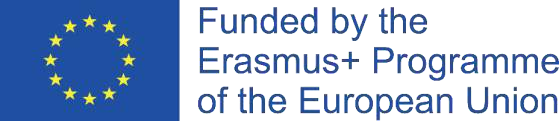 Funded by the
Erasmus+ Programme
of the European Union